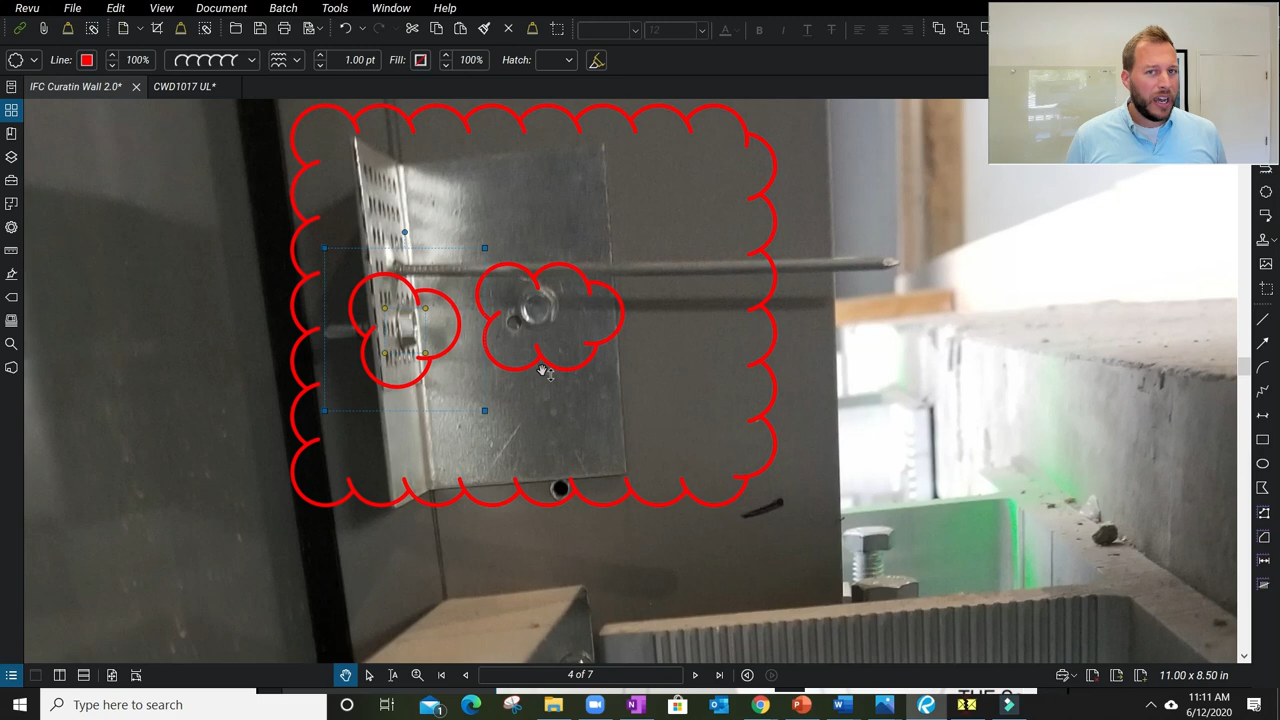 Revu File Edit View Document Batch Tools Window Help
12
Line: 100% 1.00 pt Fill: 100% Hatch:
IFC Curatin Wall 2.0* CWD1017 UL*
4 of 7
11.00 x 8.50 in
Type here to search
1
11:11 AM
6/12/2020